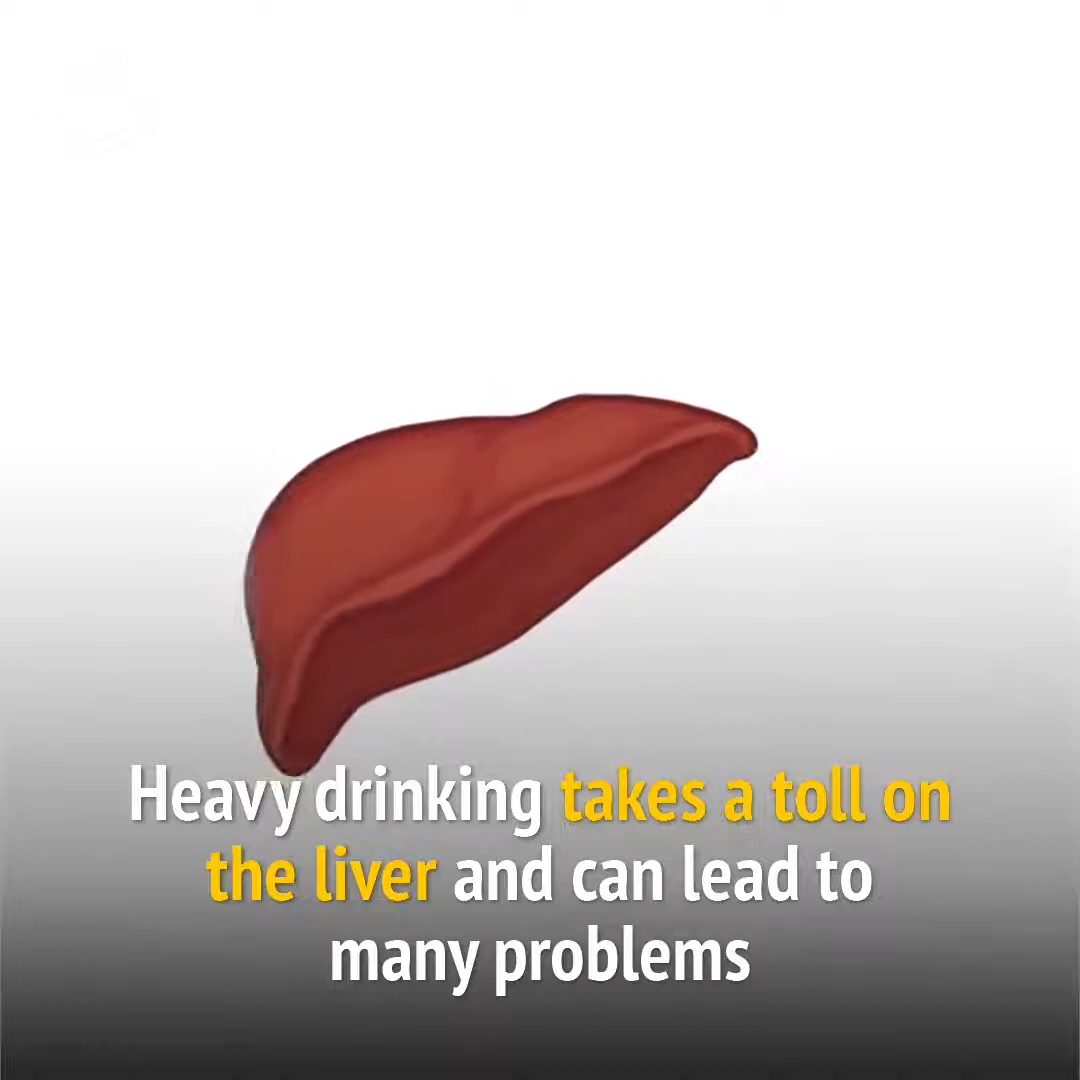 Heavy drinking takes a toll on
the liver and can lead to
many problems